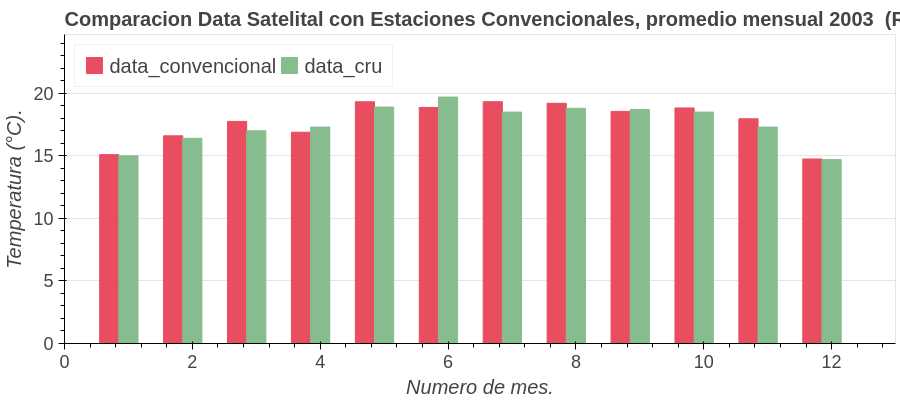 Comparacion Data Satelital con Estaciones Convencionales, promedio mensual 2003 (R
data_convencional data_cru
Temperatura (°C).
20
15
10
5
0
0 2 4 6 8 10 12
Numero de mes.